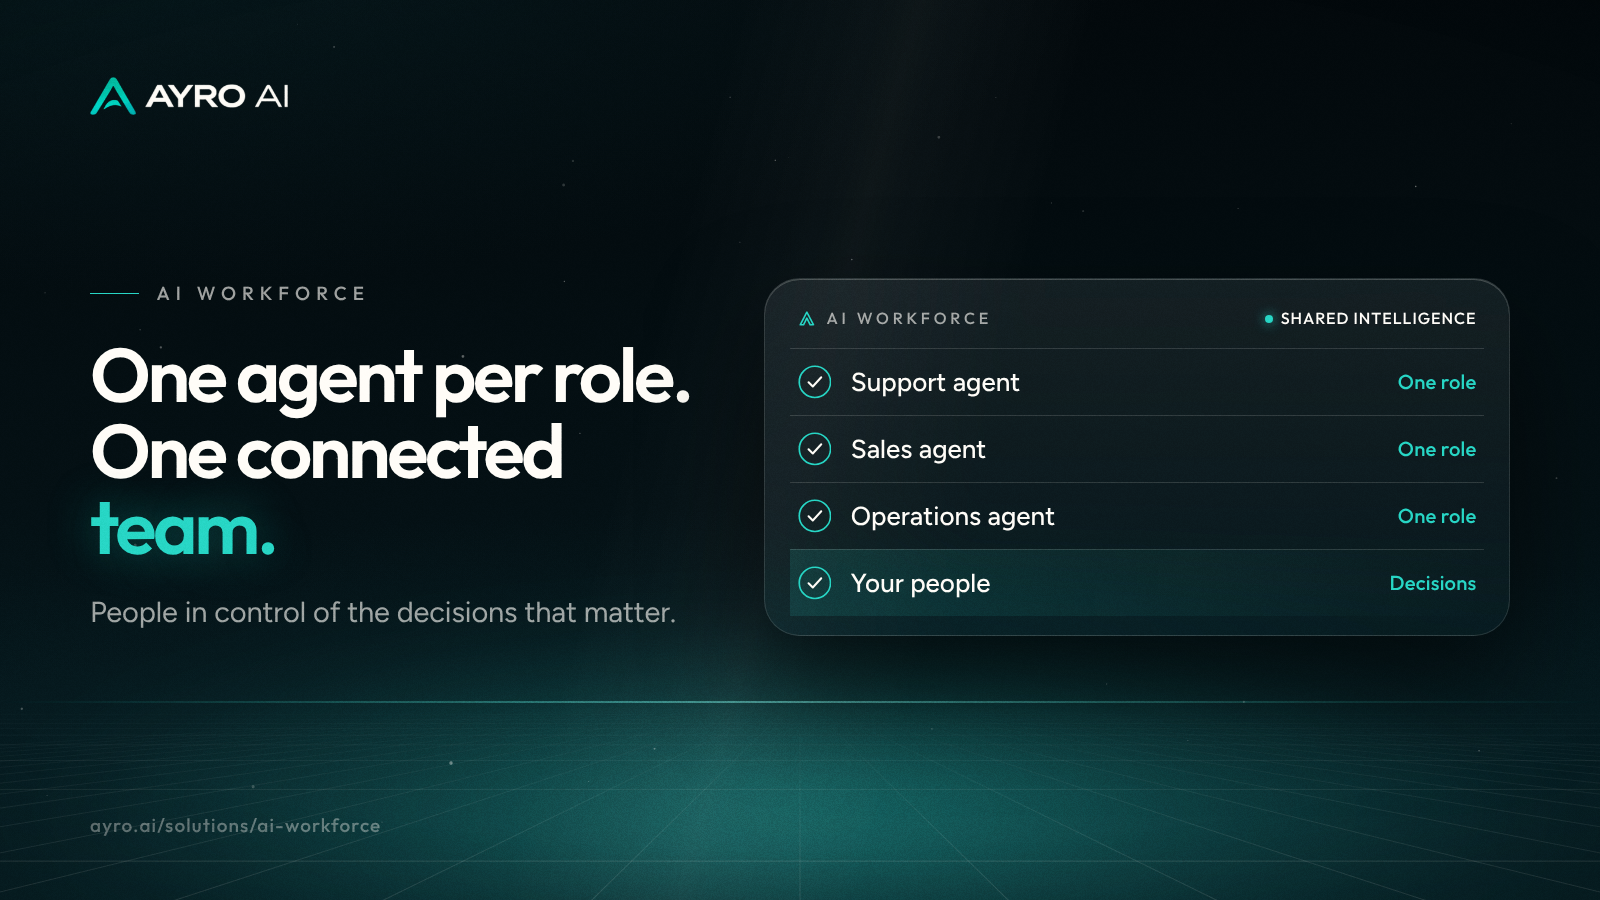 AYRO AI
AI WORKFORCE
One agent per role.
One connected
team.
People in control of the decisions that matter.
AI WORKFORCE
SHARED INTELLIGENCE
Support agent
One role
Sales agent
One role
Operations agent
One role
Your people
Decisions
ayro.ai/solutions/ai-workforce